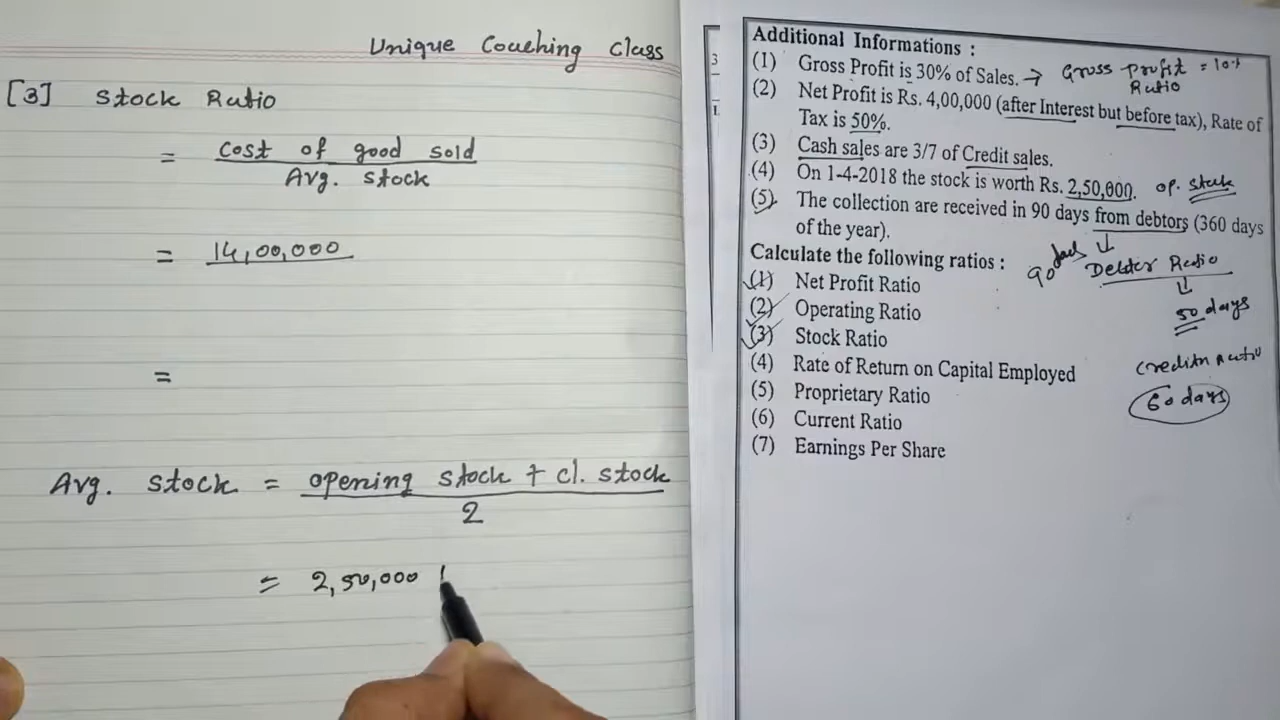 Unique Couching Class
[3] Stock Ratio
= Cost of good sold
Avg. stock
= 14,00,000
=
Avg. stock = opening stock + cl. stock
2
= 2,50,000
3
Additional Informations :
(1) Gross Profit is 30% of Sales. → Gross profit
Ratio
(2) Net Profit is Rs. 4,00,000 (after Interest but before tax), Rate of
Tax is 50%.
(3) Cash sales are 3/7 of Credit sales.
(4) On 1-4-2018 the stock is worth Rs. 2,50,000. op. stock
(5) The collection are received in 90 days from debtors (360 days
of the year).
Calculate the following ratios :
90 days Debtor Ratio
(1) Net Profit Ratio
(2) Operating Ratio
50 days
(3) Stock Ratio
(4) Rate of Return on Capital Employed
(5) Proprietary Ratio
60 days
(6) Current Ratio
(7) Earnings Per Share